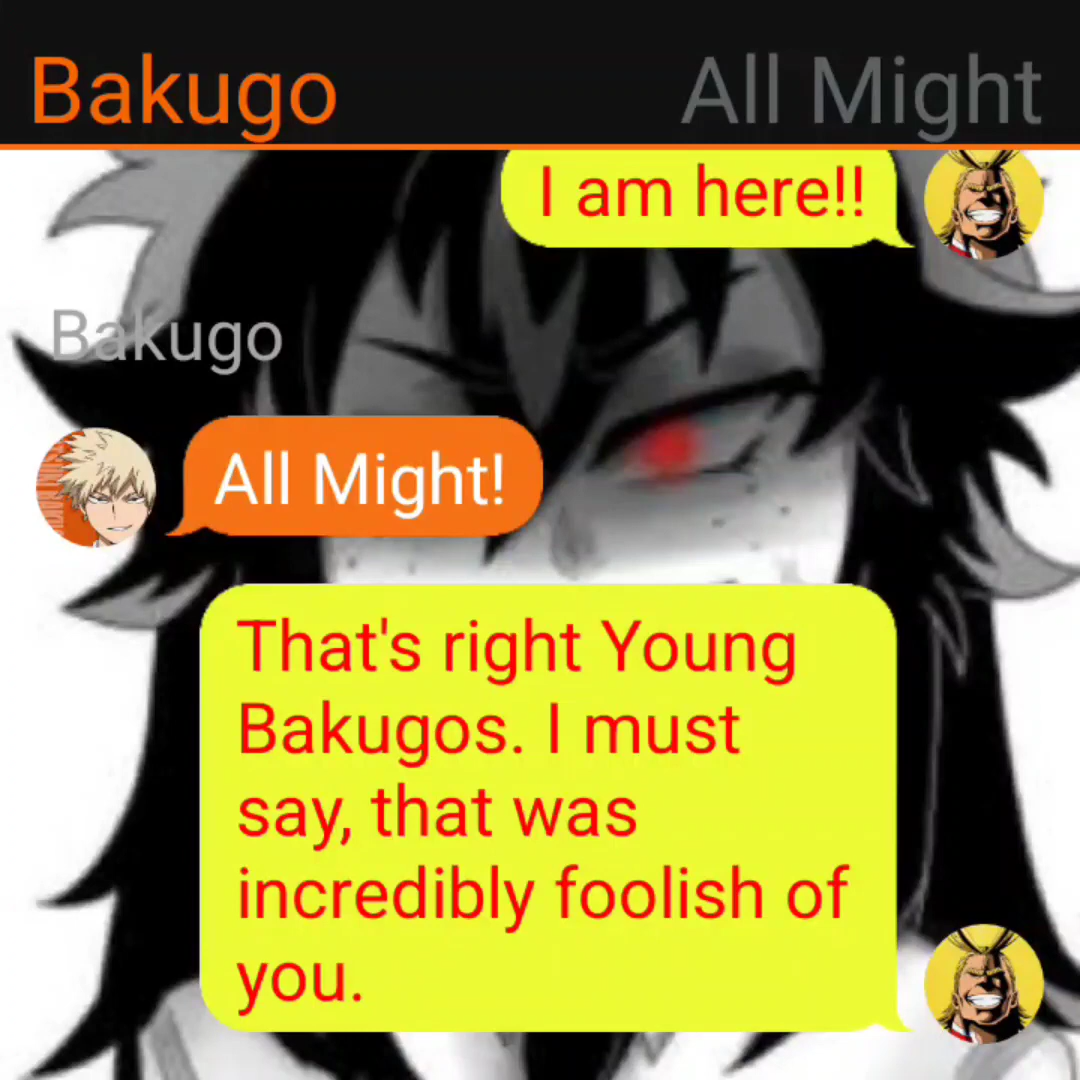 Bakugo All Might
I am here!!
Bakugo
All Might!
That's right Young
Bakugos. I must
say, that was
incredibly foolish of
you.